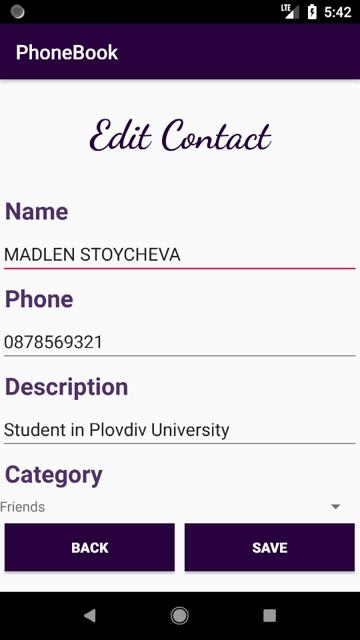 LTE 5:42
PhoneBook
Edit Contact
Name
MADLEN STOYCHEVA
Phone
0878569321
Description
Student in Plovdiv University
Category
Friends
BACK SAVE